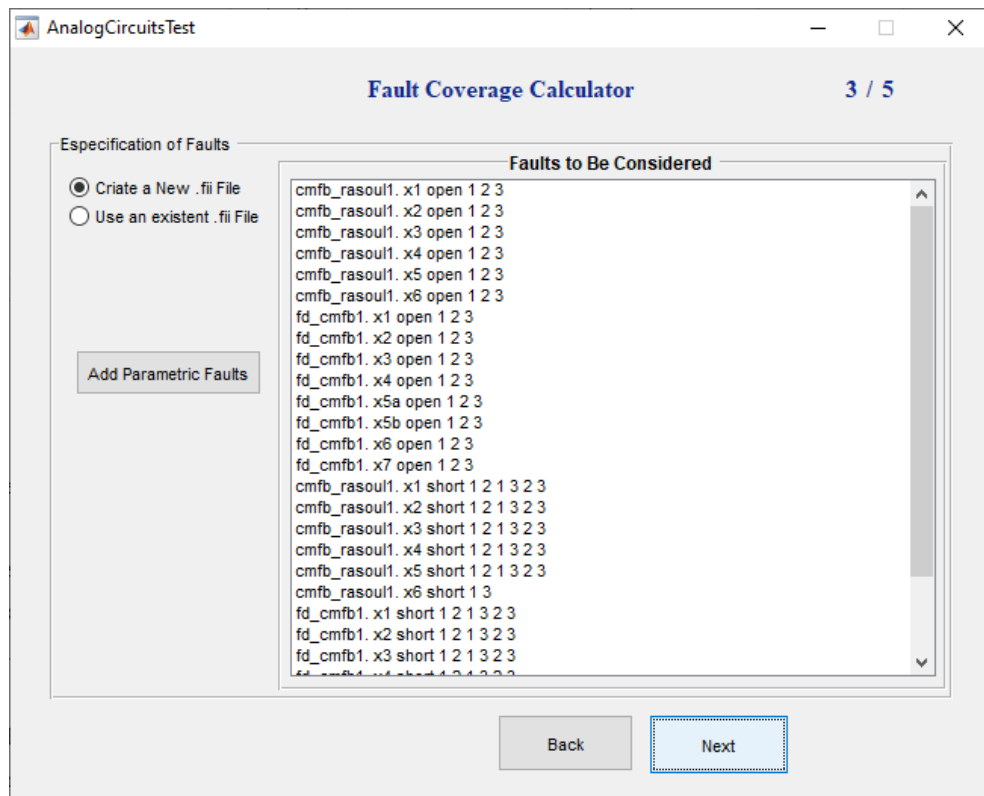 AnalogCircuitsTest
Fault Coverage Calculator 3 / 5
Especification of Faults
Criate a New .fii File
Use an existent .fii File
Add Parametric Faults
Faults to Be Considered
cmfb_rasoul1. x1 open 1 2 3
cmfb_rasoul1. x2 open 1 2 3
cmfb_rasoul1. x3 open 1 2 3
cmfb_rasoul1. x4 open 1 2 3
cmfb_rasoul1. x5 open 1 2 3
cmfb_rasoul1. x6 open 1 2 3
fd_cmfb1. x1 open 1 2 3
fd_cmfb1. x2 open 1 2 3
fd_cmfb1. x3 open 1 2 3
fd_cmfb1. x4 open 1 2 3
fd_cmfb1. x5a open 1 2 3
fd_cmfb1. x5b open 1 2 3
fd_cmfb1. x6 open 1 2 3
fd_cmfb1. x7 open 1 2 3
cmfb_rasoul1. x1 short 1 2 1 3 2 3
cmfb_rasoul1. x2 short 1 2 1 3 2 3
cmfb_rasoul1. x3 short 1 2 1 3 2 3
cmfb_rasoul1. x4 short 1 2 1 3 2 3
cmfb_rasoul1. x5 short 1 2 1 3 2 3
cmfb_rasoul1. x6 short 1 3
fd_cmfb1. x1 short 1 2 1 3 2 3
fd_cmfb1. x2 short 1 2 1 3 2 3
fd_cmfb1. x3 short 1 2 1 3 2 3
fd_cmfb1. x4 short 1 2 1 3 2 3
Back
Next